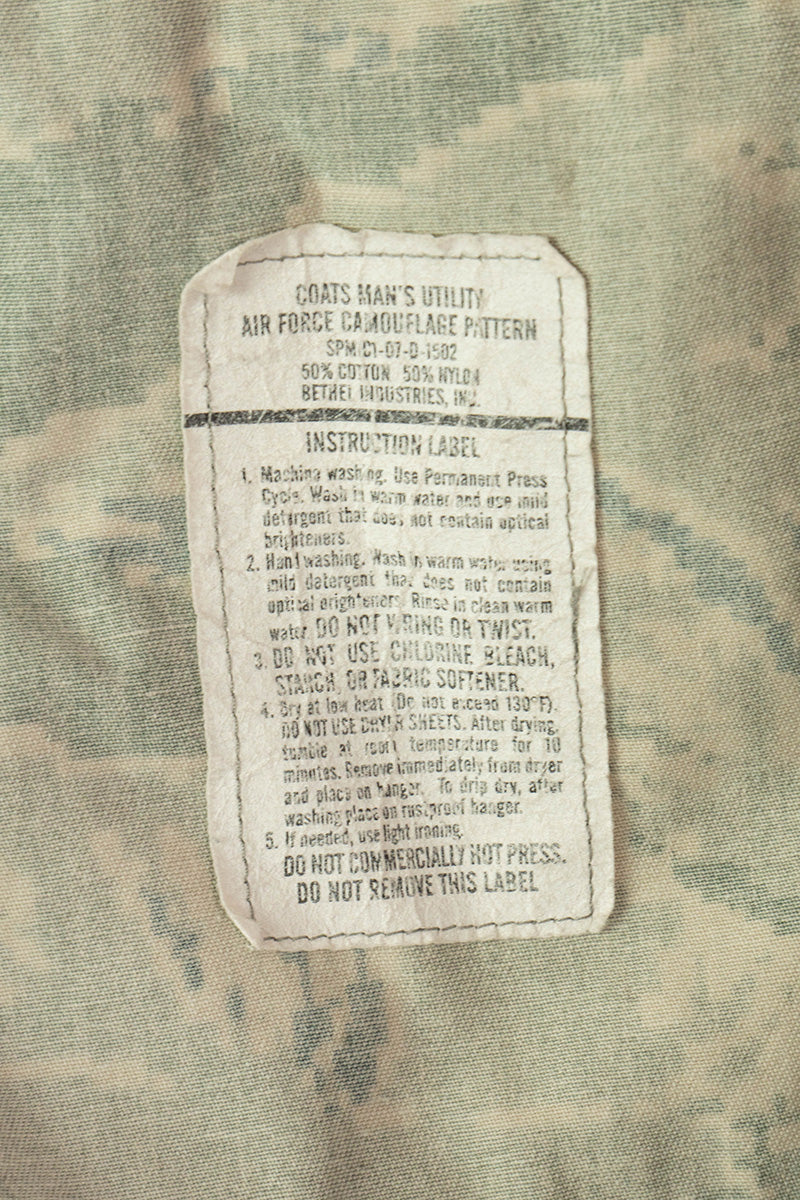 COATS MAN'S UTILITY
AIR FORCE CAMOUFLAGE PATTERN
SPM C1-07-D-1502
50% COTTON 50% NYLON
BETHEL INDUSTRIES, INC.
INSTRUCTION LABEL
1. Machine washing. Use Permanent Press
Cycle. Wash in warm water and use mild
detergent that does not contain optical
brighteners.
2. Hand washing. Wash in warm water using
mild detergent that does not contain
optical brighteners. Rinse in clean warm
water. DO NOT WRING OR TWIST.
3. DO NOT USE CHLORINE BLEACH,
STARCH, OR FABRIC SOFTENER.
4. Dry at low heat (Do not exceed 130°F).
DO NOT USE DRYER SHEETS. After drying,
tumble at room temperature for 10
minutes. Remove immediately from dryer
and place on hanger. To drip dry, after
washing place on rustproof hanger.
5. If needed, use light ironing.
DO NOT COMMERCIALLY HOT PRESS.
DO NOT REMOVE THIS LABEL